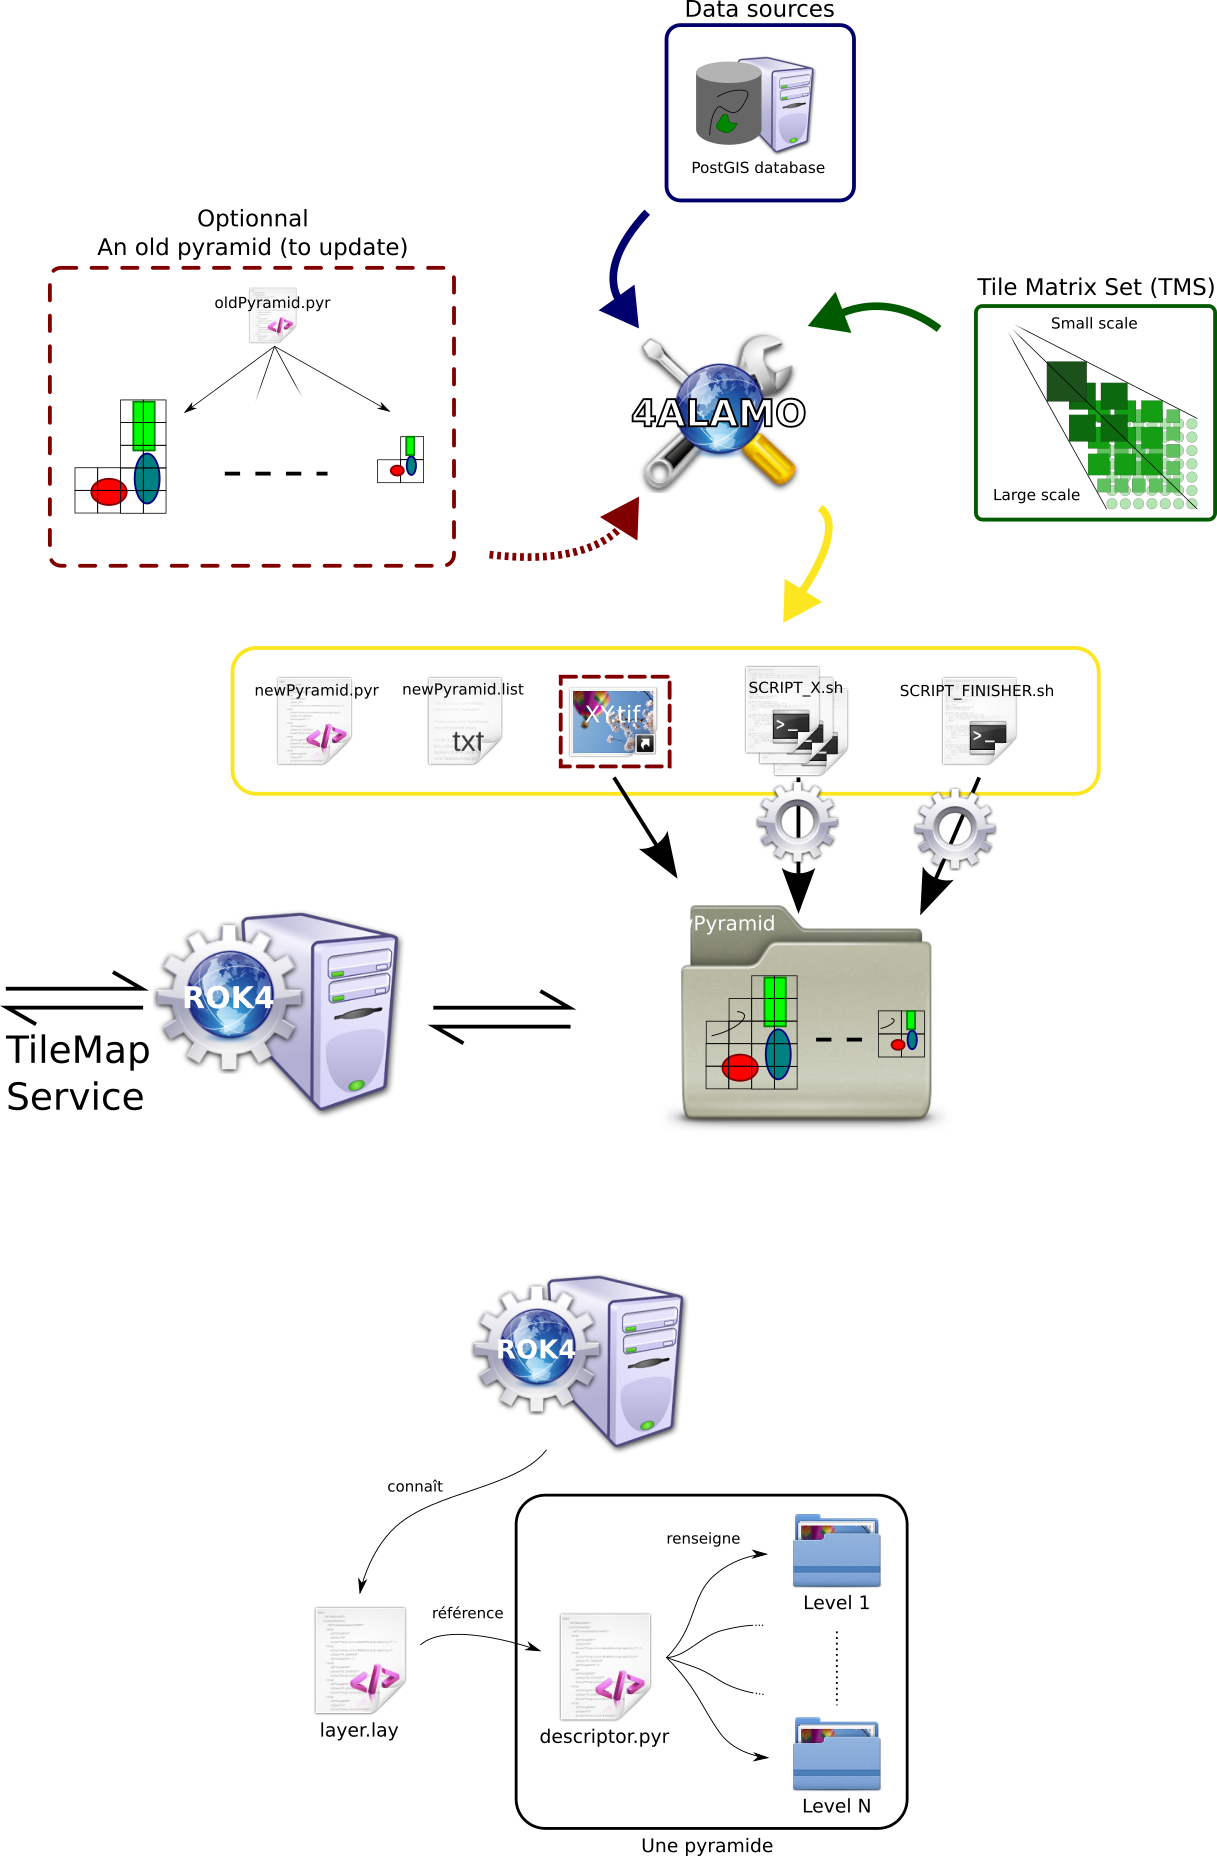 Data sources
PostGIS database
Optionnal
An old pyramid (to update)
oldPyramid.pyr
Tile Matrix Set (TMS)
Small scale
Large scale
4ALAMO
newPyramid.pyr
newPyramid.list
txt
XY.tif
SCRIPT_X.sh
SCRIPT_FINISHER.sh
>_
>_
Pyramid
ROK4
TileMap
Service
ROK4
connaît
référence
renseigne
layer.lay
descriptor.pyr
...
...
Level 1
Level N
Une pyramide